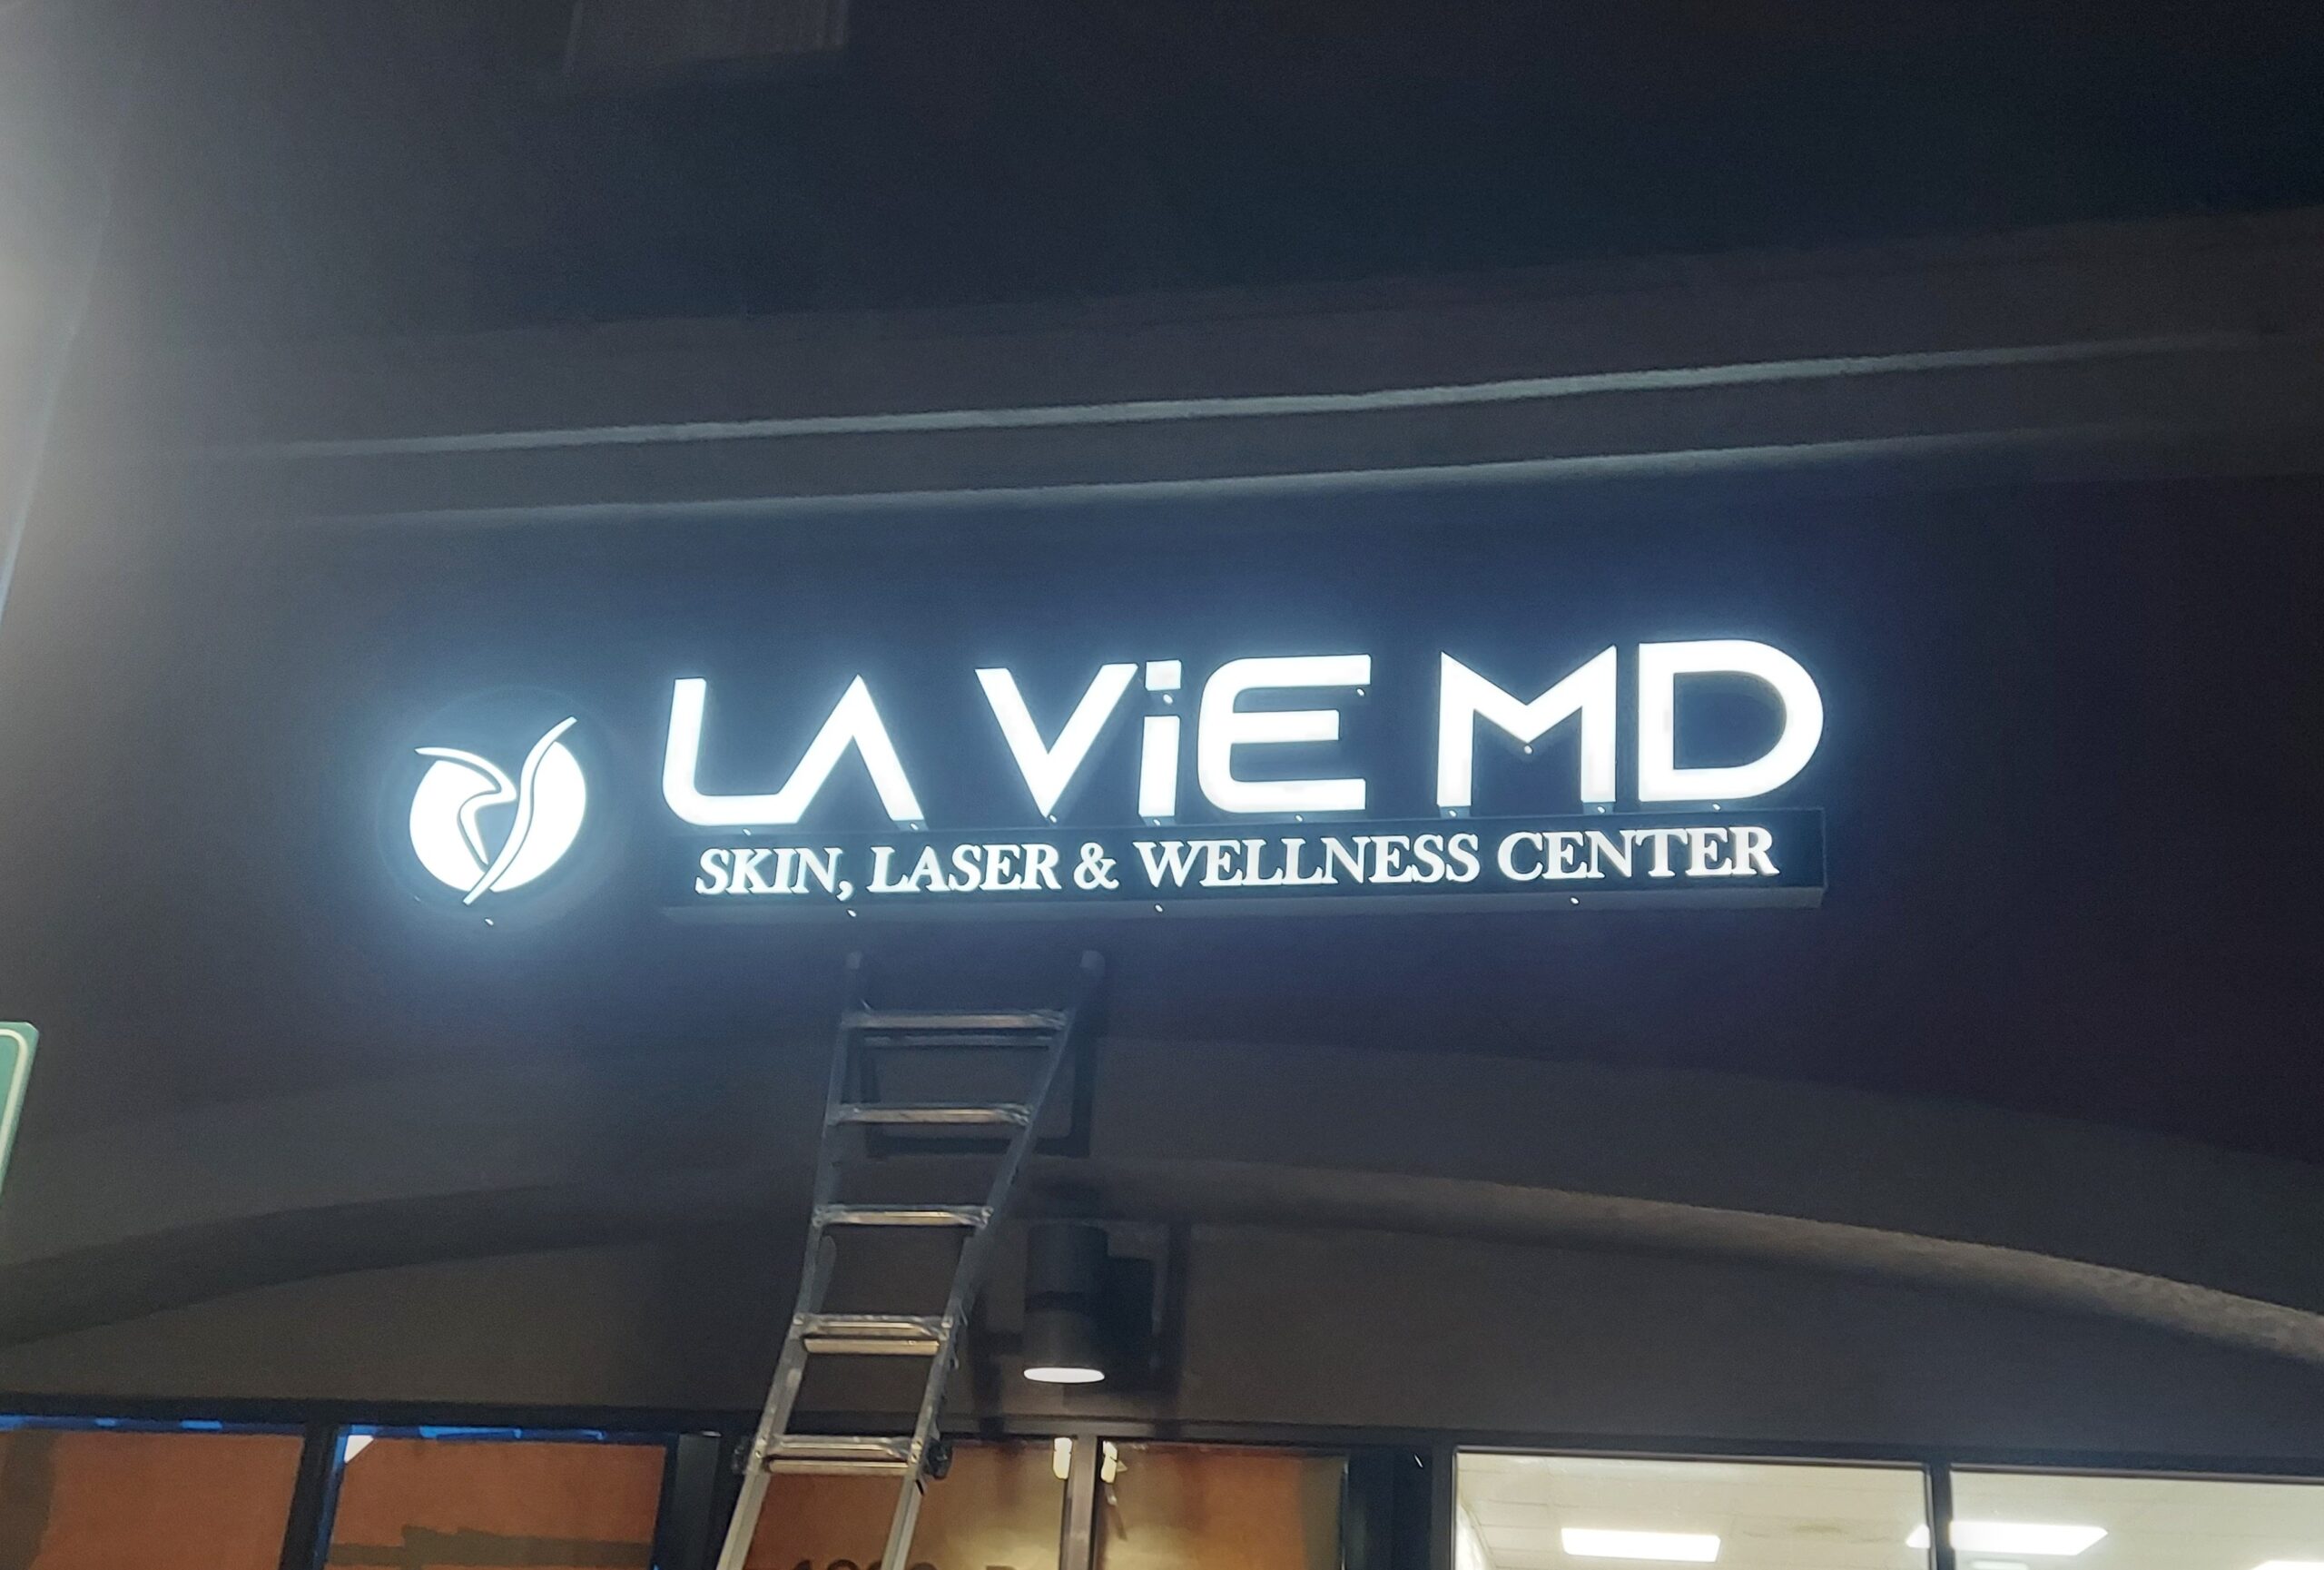 LA ViE MD
SKIN, LASER & WELLNESS CENTER